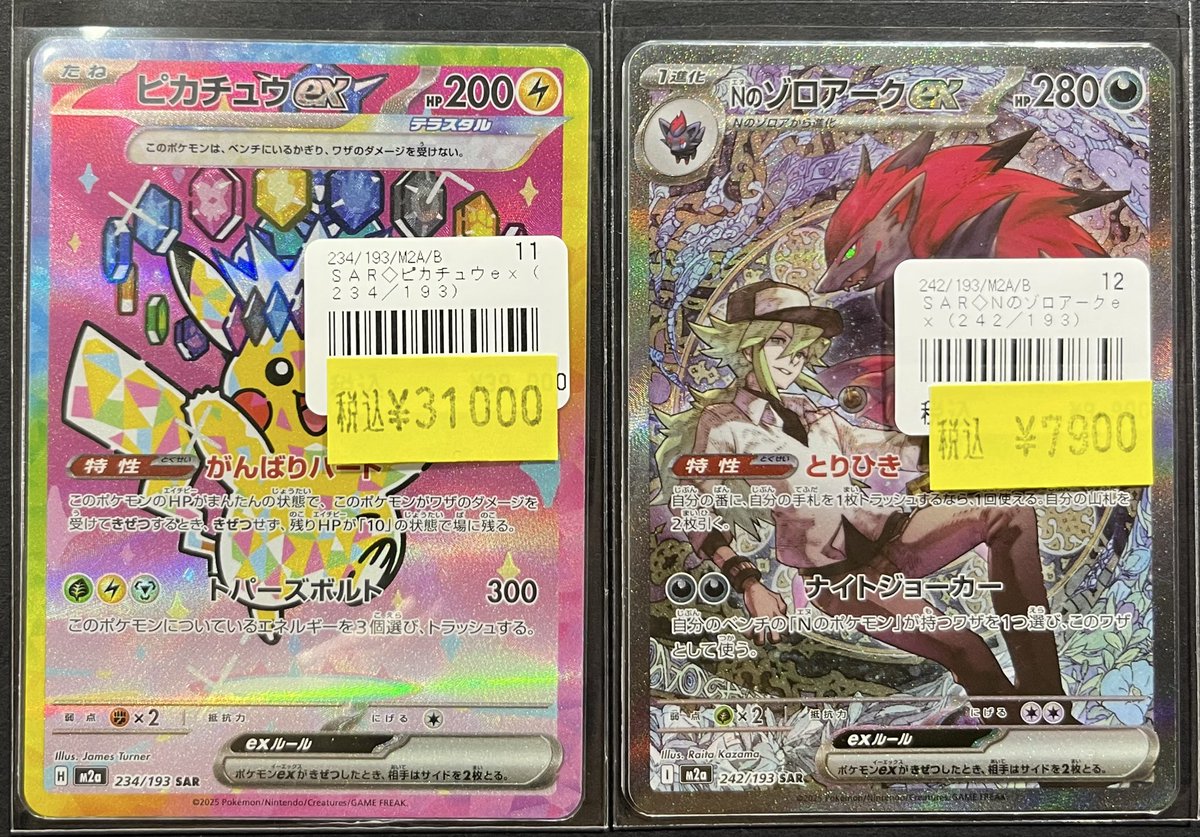 たね
ピカチュウex
HP200
テラスタル
このポケモンは、ベンチにいるかぎり、ワザのダメージを受けない。
234/193/M2A/B 11
ＳＡＲ◇ピカチュウｅｘ（
２３４／１９３）
税込¥31000
特性 とくせい がんばりハート
このポケモンのHPがまんたんの状態で、このポケモンがワザのダメージを
受けてきぜつするとき、きぜつせず、残りHPが「10」の状態で場に残る。
トパーズボルト 300
このポケモンについているエネルギーを3個選び、トラッシュする。
弱点 ×2 抵抗力 にげる
exルール
ポケモンexがきぜつしたとき、相手はサイドを2枚とる。
Illus. James Turner
H m2a 234/193 SAR
©2025 Pokémon/Nintendo/Creatures/GAME FREAK.
1進化
Nのゾロアークex
HP280
Nのゾロアから進化
242/193/M2A/B 12
ＳＡＲ◇Ｎのゾロアークｅ
ｘ（２４２／１９３）
税込 ¥7900
特性 とくせい とりひき
自分の番に、自分の手札を1枚トラッシュするなら、1回使える。自分の山札を
2枚引く。
ナイトジョーカー
自分のベンチの「Nのポケモン」が持つワザを1つ選び、このワザ
として使う。
弱点 ×2 抵抗力 にげる
exルール
ポケモンexがきぜつしたとき、相手はサイドを2枚とる。
Illus. Raita Kazama
I m2a 242/193 SAR
©2025 Pokémon/Nintendo/Creatures/GAME FREAK.